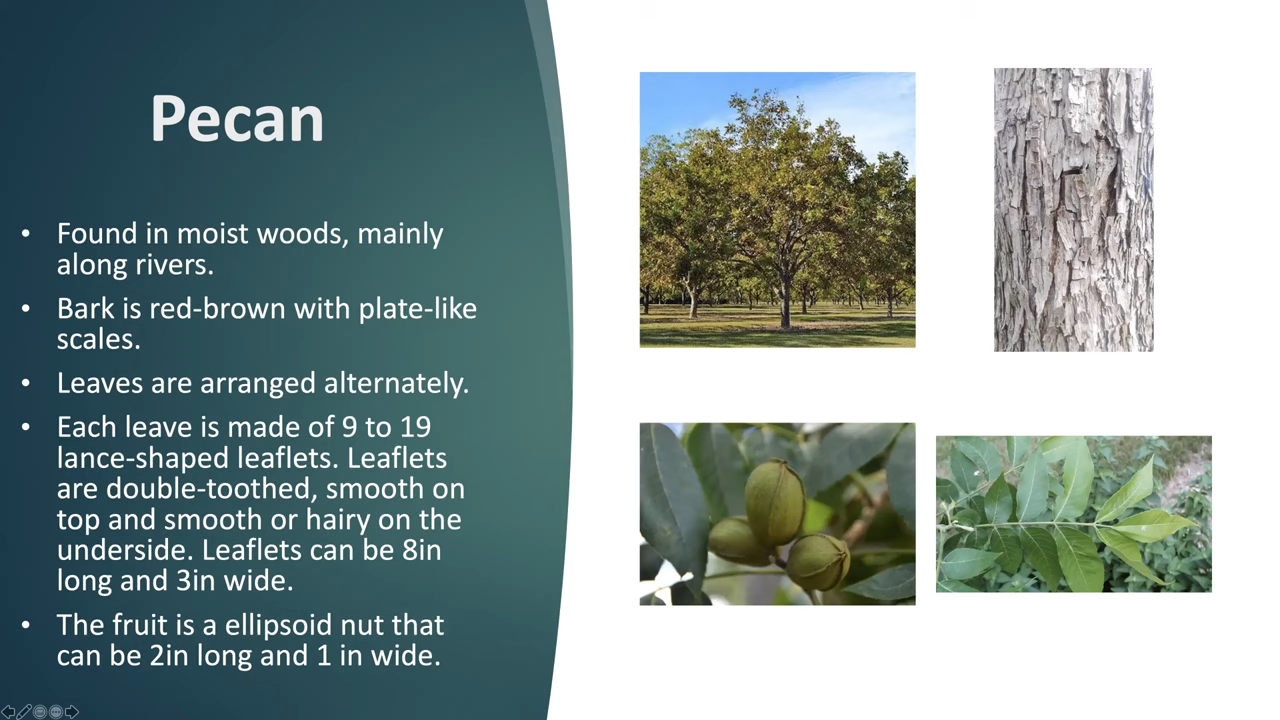 Pecan
• Found in moist woods, mainly
along rivers.
• Bark is red-brown with plate-like
scales.
• Leaves are arranged alternately.
• Each leave is made of 9 to 19
lance-shaped leaflets. Leaflets
are double-toothed, smooth on
top and smooth or hairy on the
underside. Leaflets can be 8in
long and 3in wide.
• The fruit is a ellipsoid nut that
can be 2in long and 1 in wide.